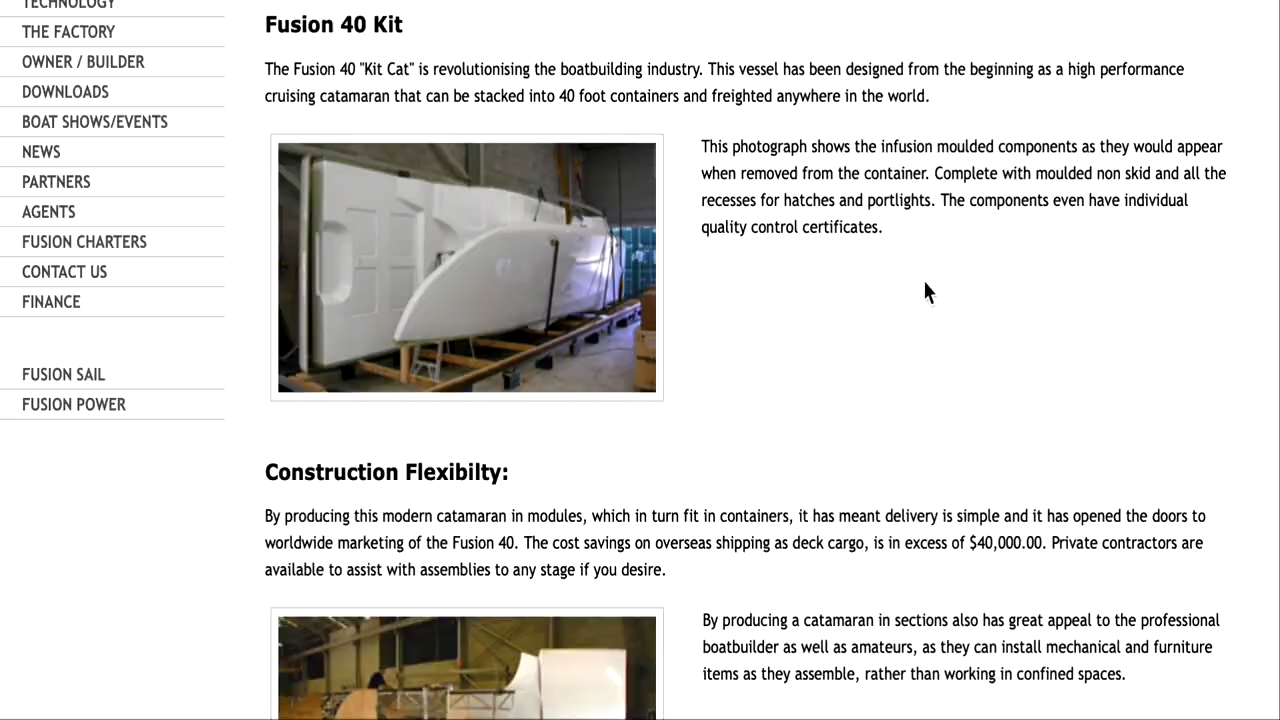 TECHNOLOGY
THE FACTORY
OWNER / BUILDER
DOWNLOADS
BOAT SHOWS/EVENTS
NEWS
PARTNERS
AGENTS
FUSION CHARTERS
CONTACT US
FINANCE
FUSION SAIL
FUSION POWER
Fusion 40 Kit
The Fusion 40 "Kit Cat" is revolutionising the boatbuilding industry. This vessel has been designed from the beginning as a high performance
cruising catamaran that can be stacked into 40 foot containers and freighted anywhere in the world.
This photograph shows the infusion moulded components as they would appear
when removed from the container. Complete with moulded non skid and all the
recesses for hatches and portlights. The components even have individual
quality control certificates.
Construction Flexibilty:
By producing this modern catamaran in modules, which in turn fit in containers, it has meant delivery is simple and it has opened the doors to
worldwide marketing of the Fusion 40. The cost savings on overseas shipping as deck cargo, is in excess of $40,000.00. Private contractors are
available to assist with assemblies to any stage if you desire.
By producing a catamaran in sections also has great appeal to the professional
boatbuilder as well as amateurs, as they can install mechanical and furniture
items as they assemble, rather than working in confined spaces.